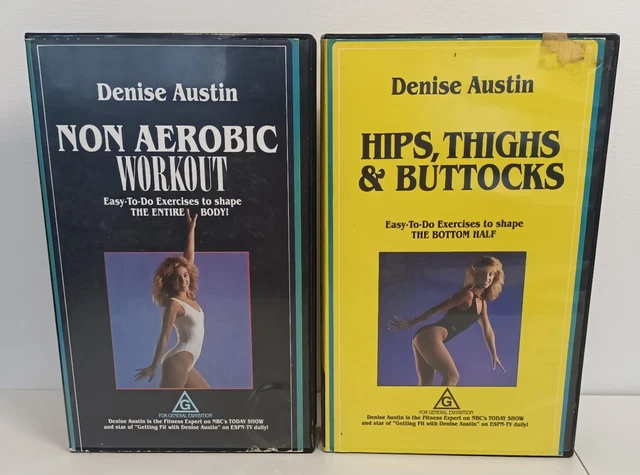 Denise Austin
NON AEROBIC
WORKOUT
Easy-To-Do Exercises to shape
THE ENTIRE BODY!
G
FOR GENERAL EXHIBITION
Denise Austin is the Fitness Expert on NBC's TODAY SHOW
and star of "Getting Fit with Denise Austin" on ESPN-TV daily!
Denise Austin
HIPS, THIGHS
& BUTTOCKS
Easy-To-Do Exercises to shape
THE BOTTOM HALF
G
FOR GENERAL EXHIBITION
Denise Austin is the Fitness Expert on NBC's TODAY SHOW
and star of "Getting Fit with Denise Austin" on ESPN-TV daily!